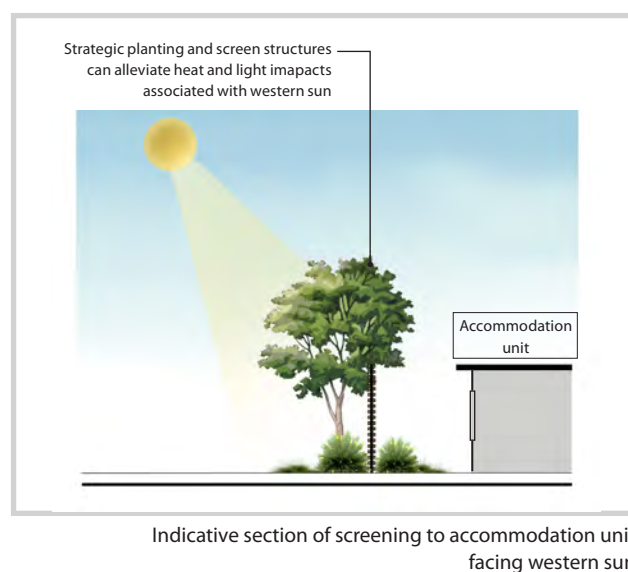 Strategic planting and screen structures
can alleviate heat and light imapacts
associated with western sun
Accommodation
unit
Indicative section of screening to accommodation uni
facing western sun